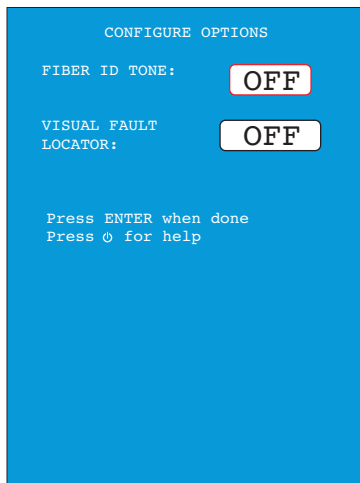 CONFIGURE OPTIONS
FIBER ID TONE: OFF
VISUAL FAULT
LOCATOR: OFF
Press ENTER when done
Press ⏻ for help